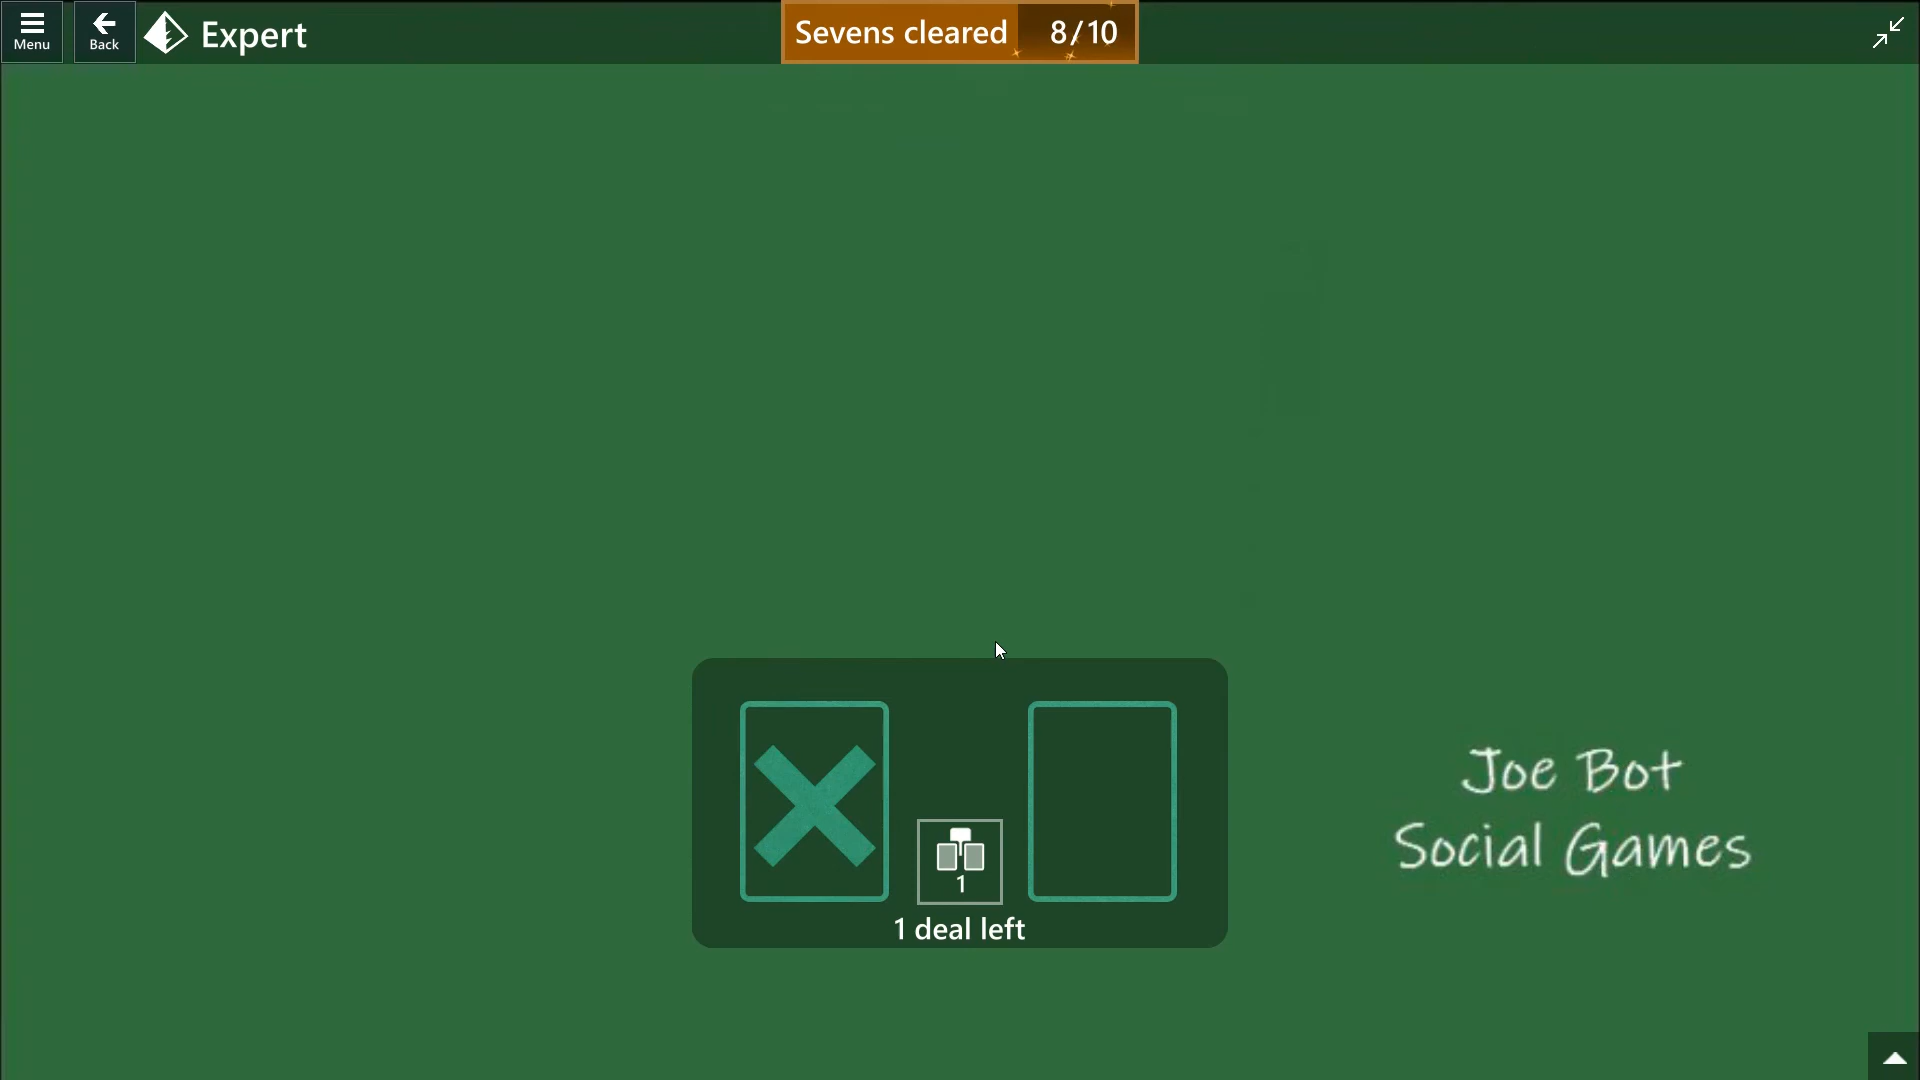 Menu
Back
Expert
Sevens cleared 8/10
1
1 deal left
Joe Bot
Social Games